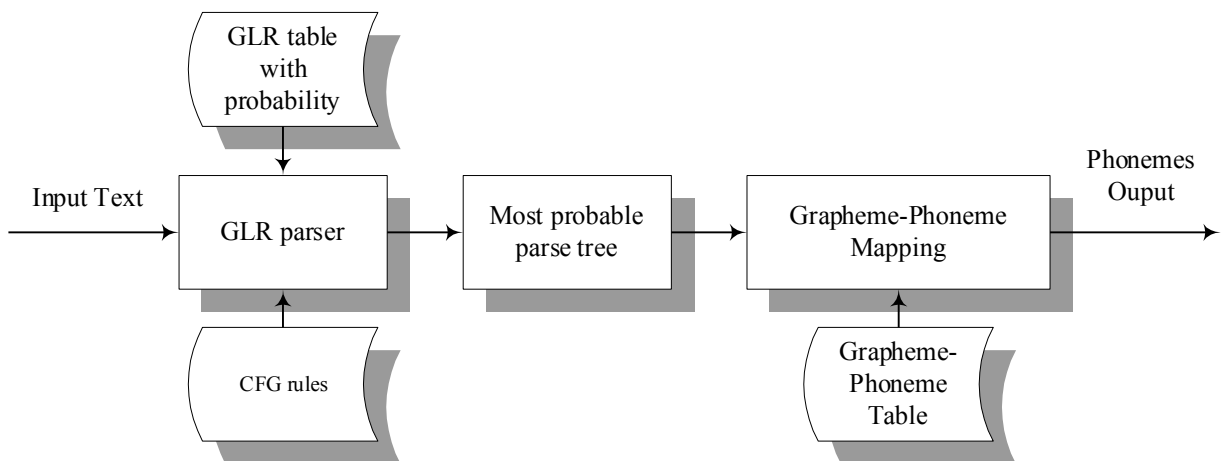 GLR table
with
probability
Input Text
GLR parser
Most probable
parse tree
Grapheme-Phoneme
Mapping
Phonemes
Ouput
CFG rules
Grapheme-
Phoneme
Table